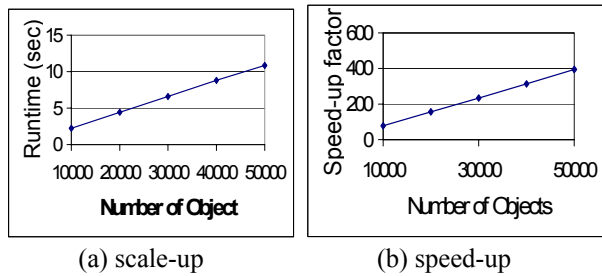 Runtime (sec)
15
10
5
0
10000 20000 30000 40000 50000
Number of Object
(a) scale-up
Speed-up factor
600
400
200
0
10000 30000 50000
Number of Objects
(b) speed-up